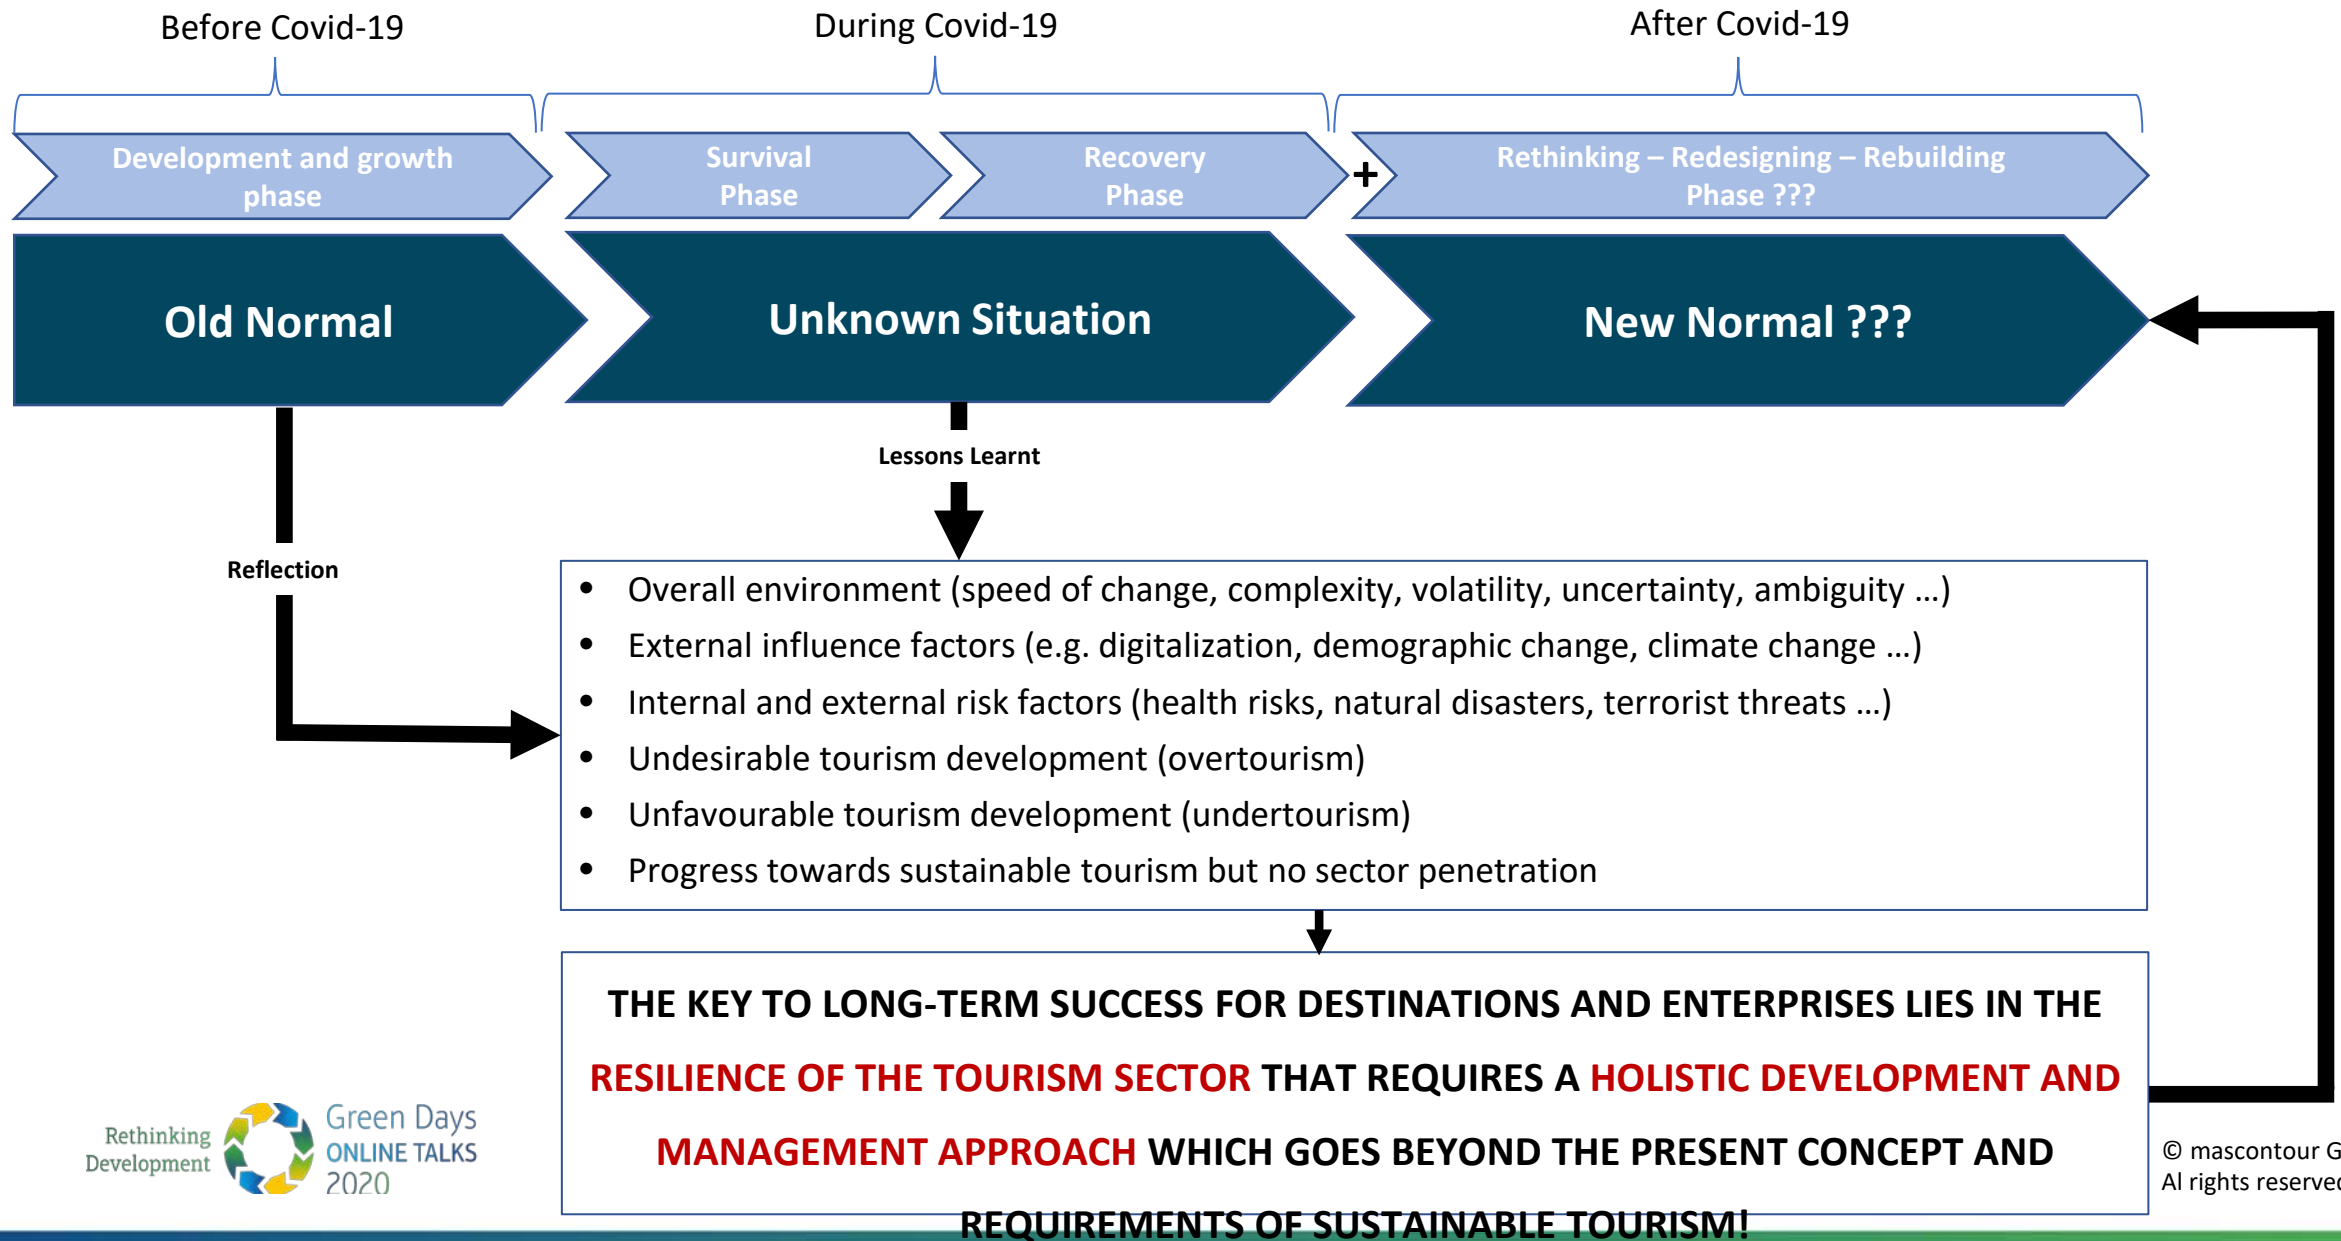 Before Covid-19
During Covid-19
After Covid-19
Development and growth
phase
Survival
Phase
Recovery
Phase
+
Rethinking – Redesigning – Rebuilding
Phase ???
Old Normal
Unknown Situation
New Normal ???
Lessons Learnt
Reflection
• Overall environment (speed of change, complexity, volatility, uncertainty, ambiguity …)
• External influence factors (e.g. digitalization, demographic change, climate change …)
• Internal and external risk factors (health risks, natural disasters, terrorist threats …)
• Undesirable tourism development (overtourism)
• Unfavourable tourism development (undertourism)
• Progress towards sustainable tourism but no sector penetration
THE KEY TO LONG-TERM SUCCESS FOR DESTINATIONS AND ENTERPRISES LIES IN THE
RESILIENCE OF THE TOURISM SECTOR THAT REQUIRES A HOLISTIC DEVELOPMENT AND
MANAGEMENT APPROACH WHICH GOES BEYOND THE PRESENT CONCEPT AND
REQUIREMENTS OF SUSTAINABLE TOURISM!
Rethinking
Development
Green Days
ONLINE TALKS
2020
© mascontour G
Al rights reserved